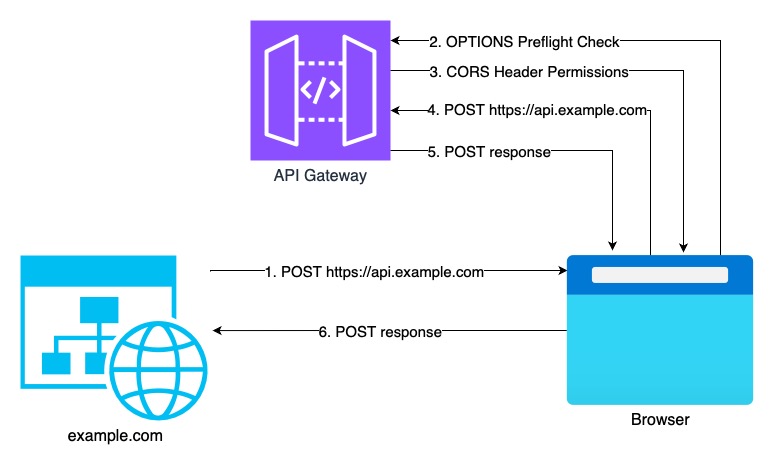 2. OPTIONS Preflight Check
3. CORS Header Permissions
4. POST https://api.example.com
5. POST response
API Gateway
1. POST https://api.example.com
6. POST response
Browser
example.com